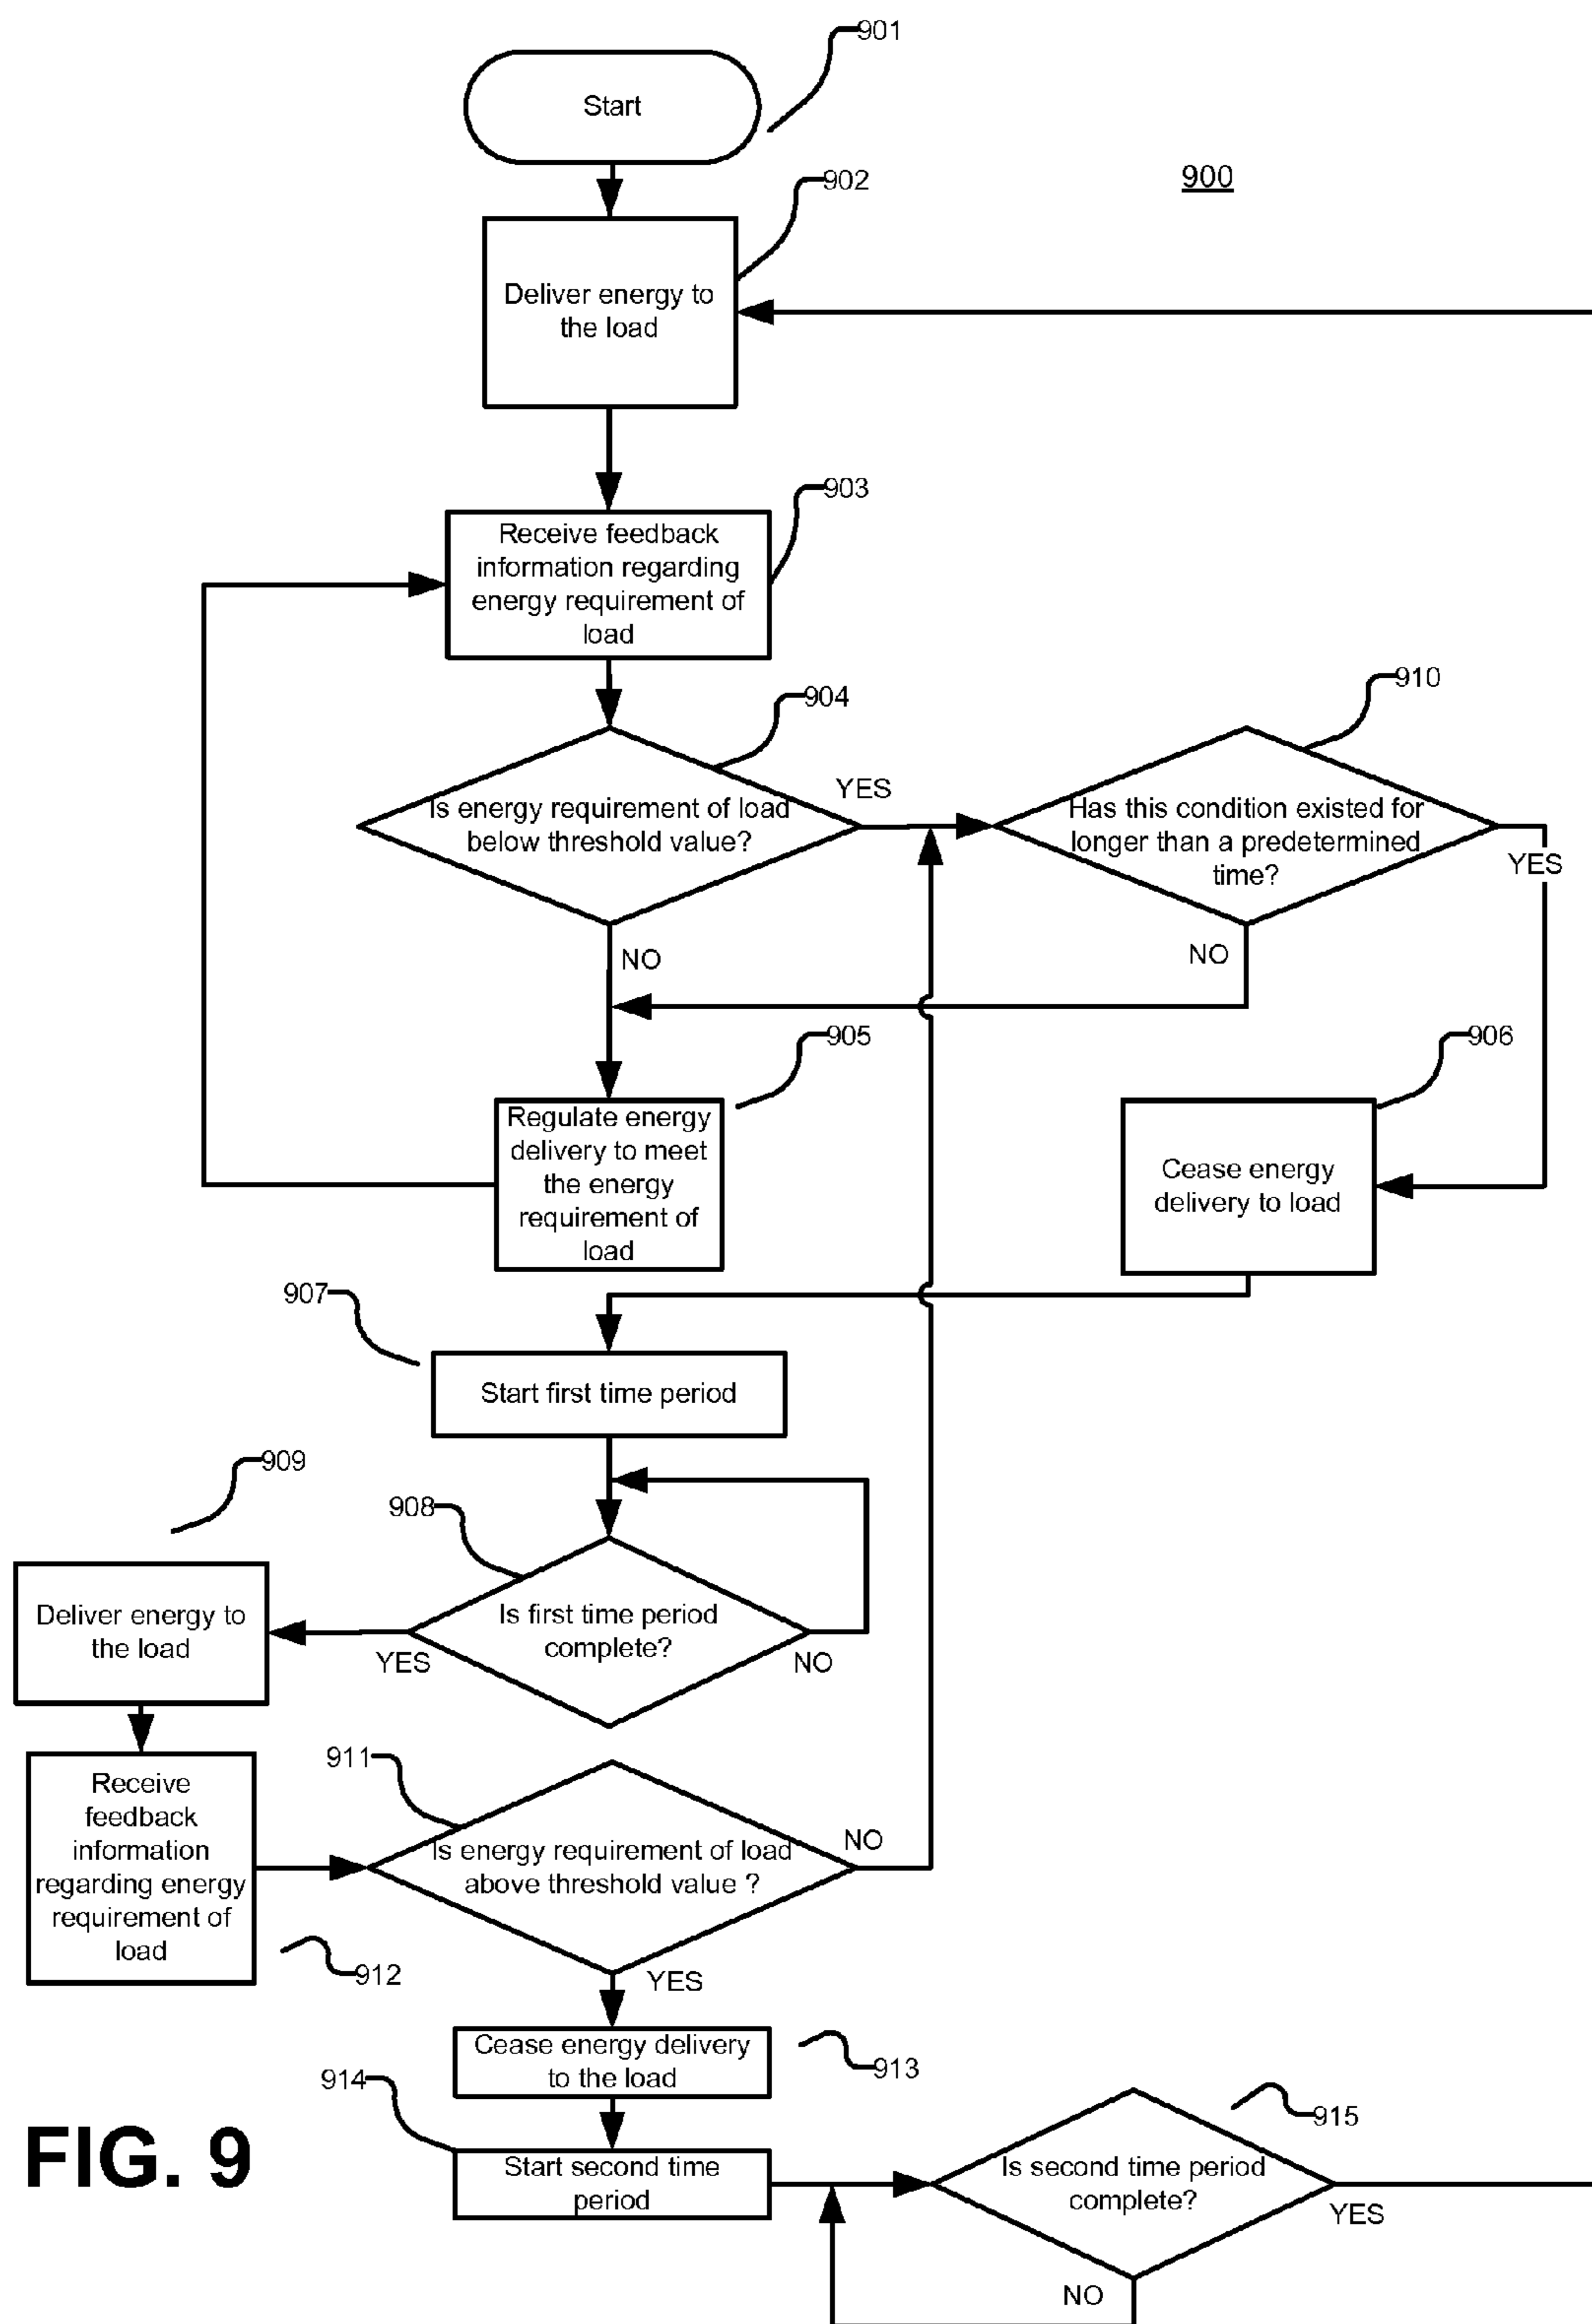 901
Start
900
902
Deliver energy to
the load
903
Receive feedback
information regarding
energy requirement of
load
904
910
YES
Is energy requirement of load
below threshold value?
Has this condition existed for
longer than a predetermined
time?
YES
NO
NO
905
906
Regulate energy
delivery to meet
the energy
requirement of
load
Cease energy
delivery to load
907
Start first time period
909
908
Deliver energy to
the load
Is first time period
complete?
YES
NO
911
Receive
feedback
information
regarding energy
requirement of
load
Is energy requirement of load
above threshold value ?
NO
912
YES
Cease energy delivery
to the load
913
914
915
FIG. 9
Start second time
period
Is second time period
complete?
YES
NO